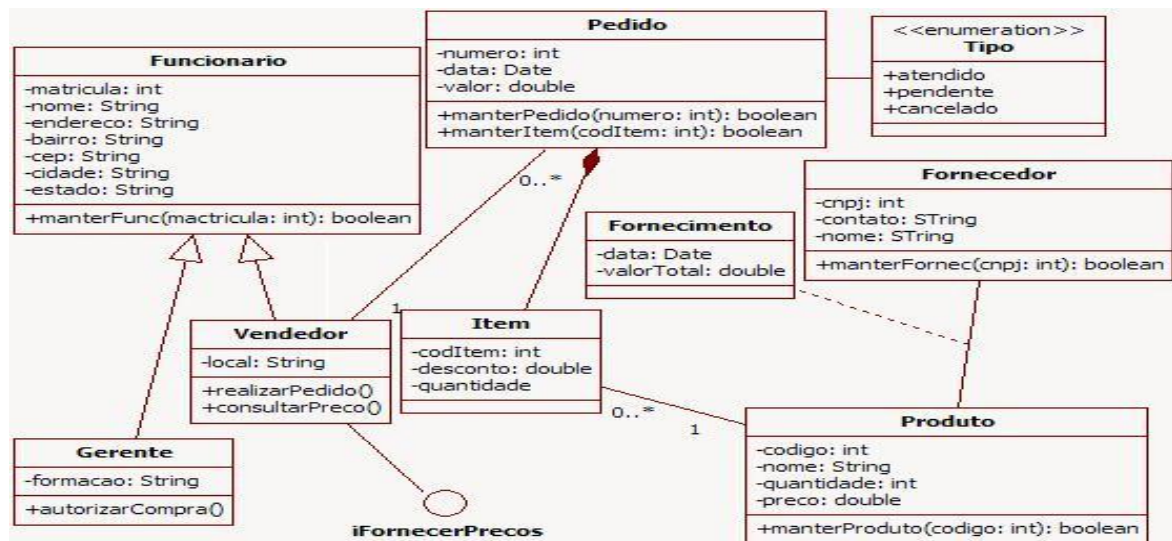 Funcionario
-matricula: int
-nome: String
-endereco: String
-bairro: String
-cep: String
-cidade: String
-estado: String
+manterFunc(mactricula: int): boolean
Pedido
-numero: int
-data: Date
-valor: double
+manterPedido(numero: int): boolean
+manterItem(codItem: int): boolean
<<enumeration>>
Tipo
+atendido
+pendente
+cancelado
0..*
1
Fornecimento
-data: Date
-valorTotal: double
Fornecedor
-cnpj: int
-contato: STring
-nome: STring
+manterFornec(cnpj: int): boolean
Vendedor
-local: String
+realizarPedido()
+consultarPreco()
Item
-codItem: int
-desconto: double
-quantidade
0..*
1
Gerente
-formacao: String
+autorizarCompra()
iFornecerPrecos
Produto
-codigo: int
-nome: String
-quantidade: int
-preco: double
+manterProduto(codigo: int): boolean